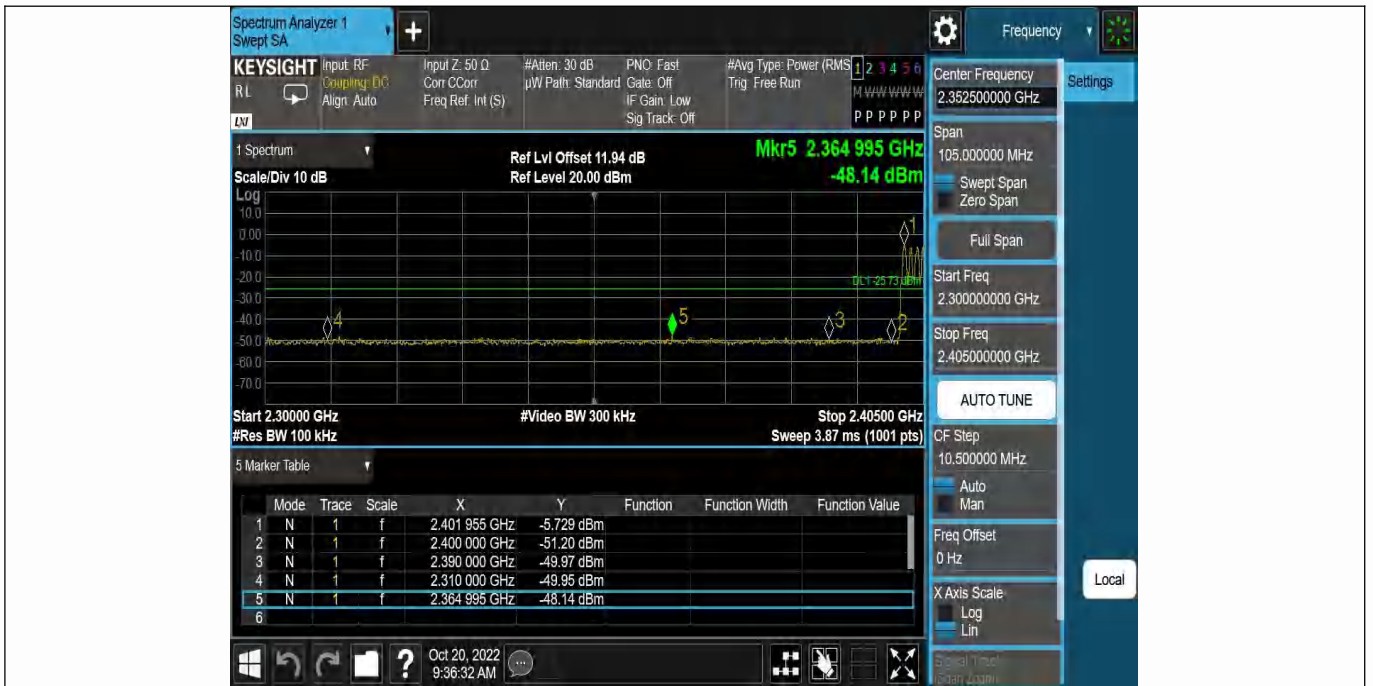 Spectrum Analyzer 1
Swept SA
+
Frequency
KEYSIGHT
RL
LXI
Input: RF
Coupling: DC
Align: Auto
Input Z: 50 Ω
Corr CCorr
Freq Ref: Int (S)
#Atten: 30 dB
µW Path: Standard
PNO: Fast
Gate: Off
IF Gain: Low
Sig Track: Off
#Avg Type: Power (RMS
Trig: Free Run
1 2 3 4 5 6
M W W W W W
P P P P P P
1 Spectrum
Scale/Div 10 dB
Ref Lvl Offset 11.94 dB
Ref Level 20.00 dBm
Mkr5 2.364 995 GHz
-48.14 dBm
Log
10.0
0.00
-10.0
-20.0
-30.0
-40.0
-50.0
-60.0
-70.0
1
DL1 -25.73 dBm
4
5
3
2
Start 2.30000 GHz
#Video BW 300 kHz
Stop 2.40500 GHz
#Res BW 100 kHz
Sweep 3.87 ms (1001 pts)
5 Marker Table
Mode Trace Scale X Y Function Function Width Function Value
1 N 1 f 2.401 955 GHz -5.729 dBm
2 N 1 f 2.400 000 GHz -51.20 dBm
3 N 1 f 2.390 000 GHz -49.97 dBm
4 N 1 f 2.310 000 GHz -49.95 dBm
5 N 1 f 2.364 995 GHz -48.14 dBm
6
?
Oct 20, 2022
9:36:32 AM
Center Frequency
2.352500000 GHz
Settings
Span
105.000000 MHz
Swept Span
Zero Span
Full Span
Start Freq
2.300000000 GHz
Stop Freq
2.405000000 GHz
AUTO TUNE
CF Step
10.500000 MHz
Auto
Man
Freq Offset
0 Hz
X Axis Scale
Log
Lin
Local
Signal Track
(Span Zoom)